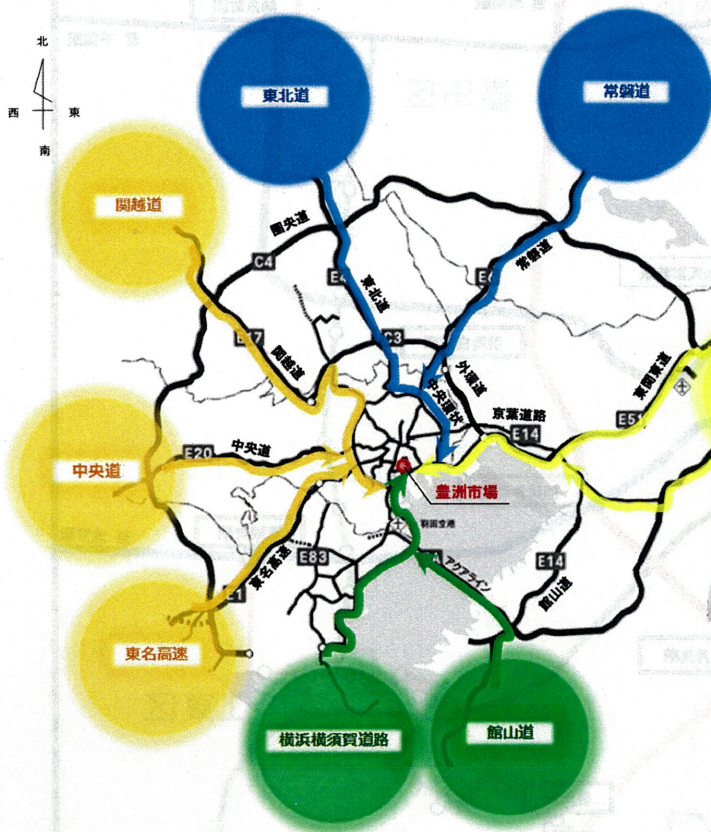 北
西
東
南
東北道
常磐道
関越道
圏央道
C4
E4
E6
常磐道
東北道
E17
C3
関越道
外環道
中央環状
東関東道
京葉道路
E51
E14
中央道
E20
中央道
豊洲市場
羽田空港
E83
アクアライン
E14
館山道
東名高速
E1
東名高速
横浜横須賀道路
館山道